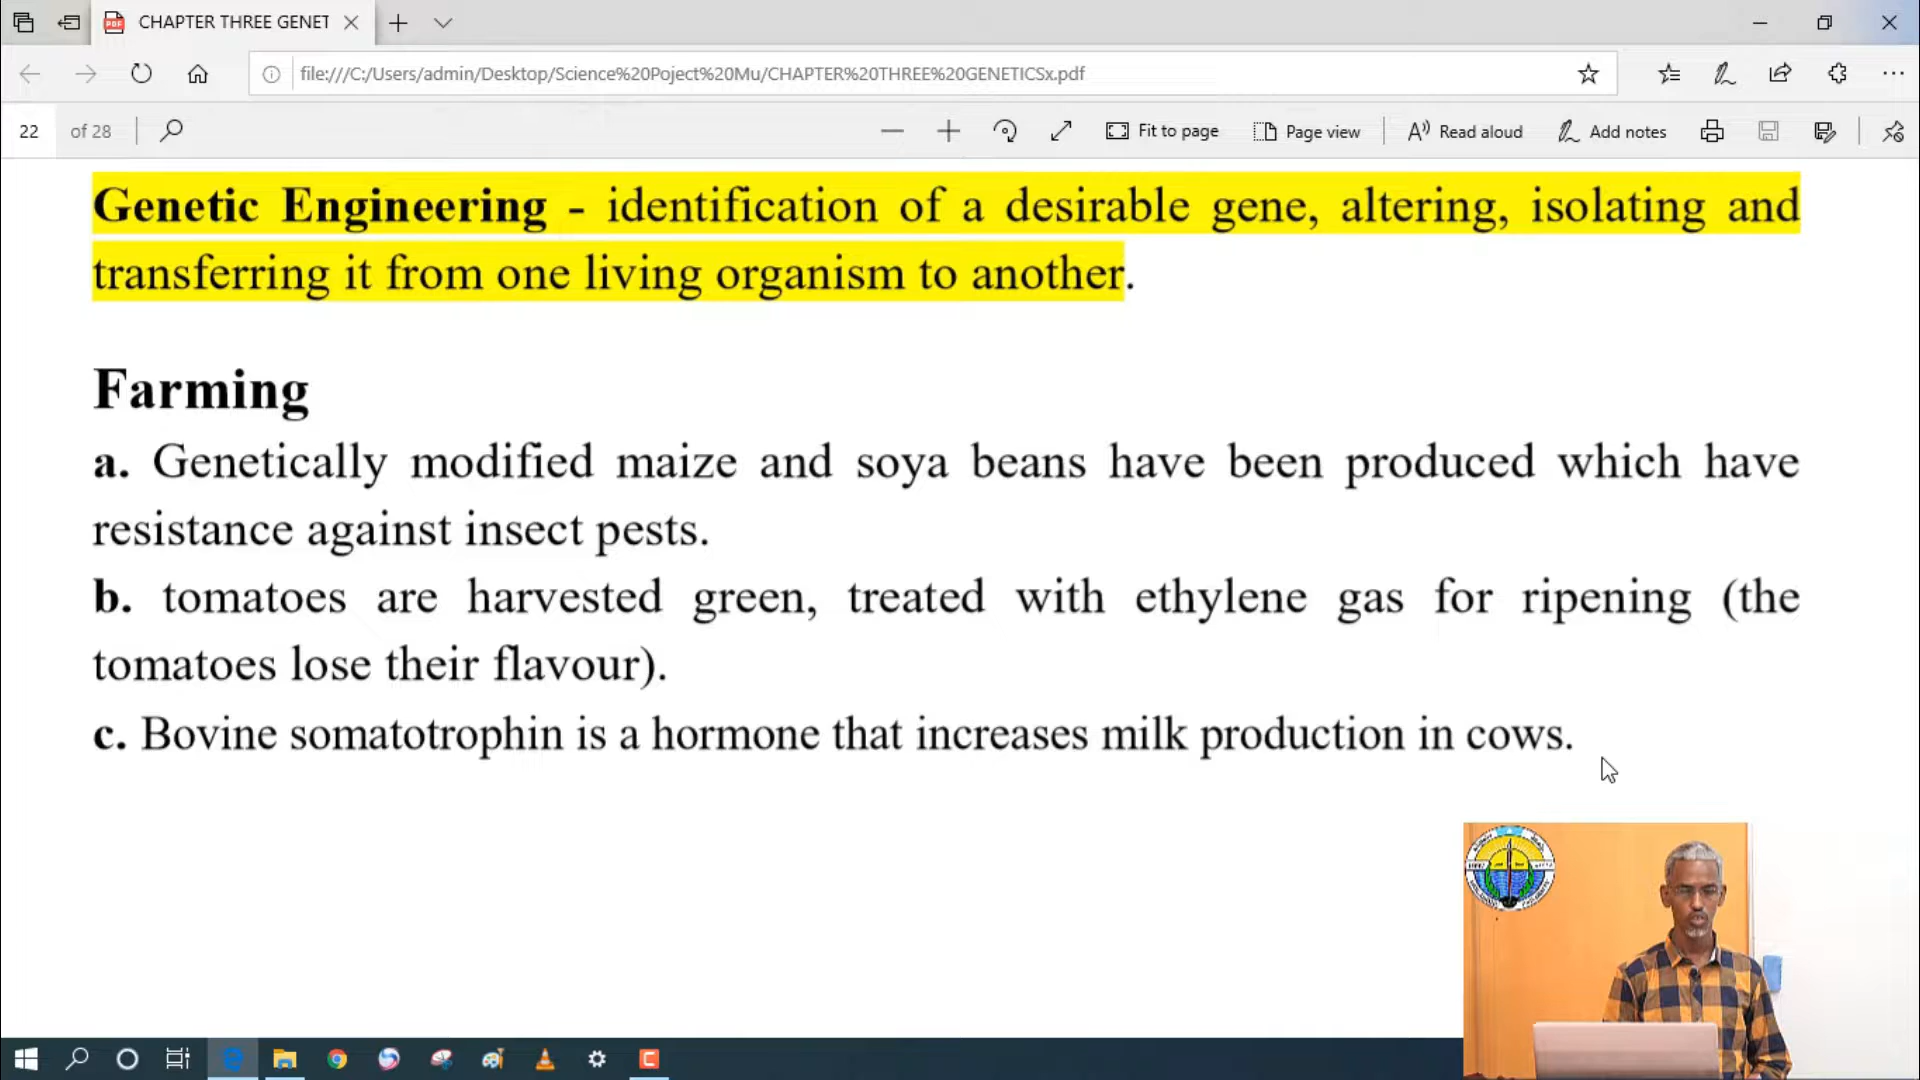 CHAPTER THREE GENET
file:///C:/Users/admin/Desktop/Science%20Poject%20Mu/CHAPTER%20THREE%20GENETICSx.pdf
22 of 28 Fit to page Page view Read aloud Add notes
Genetic Engineering - identification of a desirable gene, altering, isolating and
transferring it from one living organism to another.
Farming
a. Genetically modified maize and soya beans have been produced which have
resistance against insect pests.
b. tomatoes are harvested green, treated with ethylene gas for ripening (the
tomatoes lose their flavour).
c. Bovine somatotrophin is a hormone that increases milk production in cows.